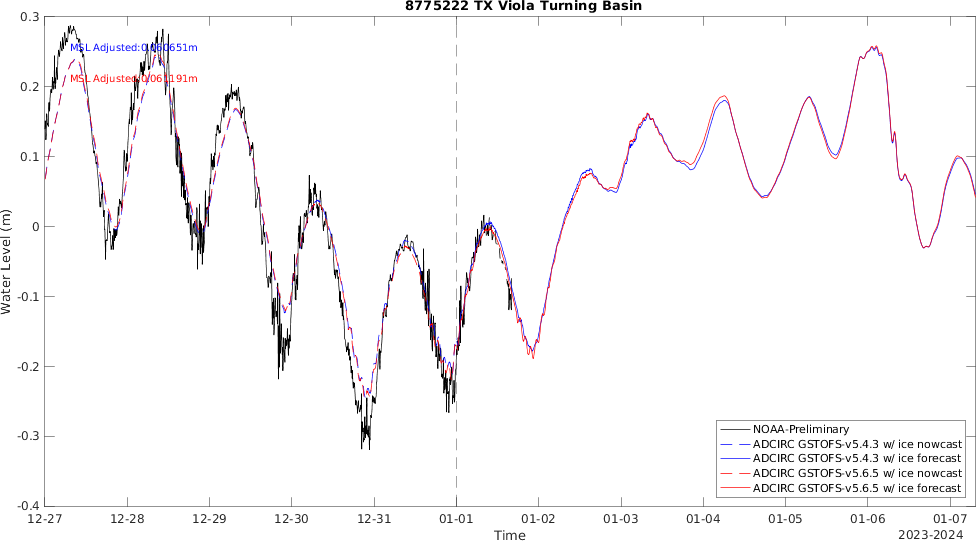 8775222 TX Viola Turning Basin
0.3
MSL Adjusted:0.060651m
MSL Adjusted:0.061191m
0.2
0.1
0
-0.1
-0.2
-0.3
-0.4
Water Level (m)
NOAA-Preliminary
ADCIRC GSTOFS-v5.4.3 w/ ice nowcast
ADCIRC GSTOFS-v5.4.3 w/ ice forecast
ADCIRC GSTOFS-v5.6.5 w/ ice nowcast
ADCIRC GSTOFS-v5.6.5 w/ ice forecast
12-27 12-28 12-29 12-30 12-31 01-01 01-02 01-03 01-04 01-05 01-06 01-07
Time
2023-2024